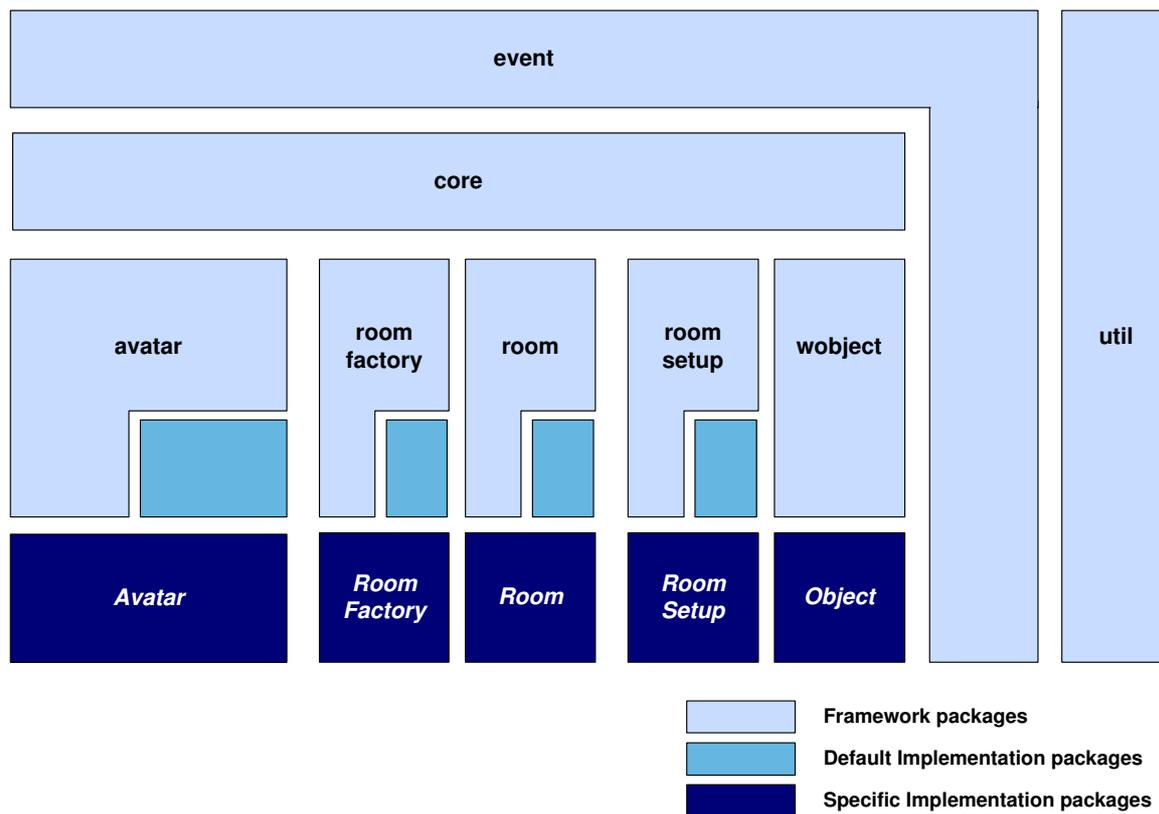 event
core
avatar
room
factory
room
room
setup
wobject
util
Avatar
Room
Factory
Room
Room
Setup
Object
Framework packages
Default Implementation packages
Specific Implementation packages